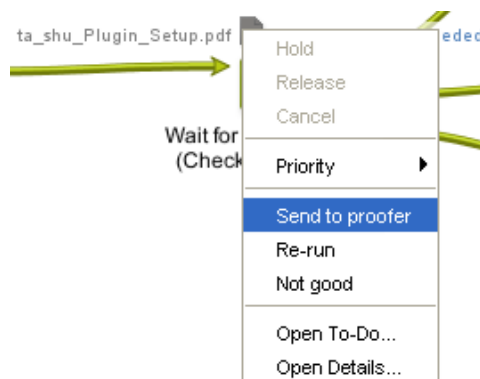 ta_shu_Plugin_Setup.pdf
Hold
Release
Cancel
Wait for
(Check
Priority
Send to proofer
Re-run
Not good
Open To-Do...
Open Details...